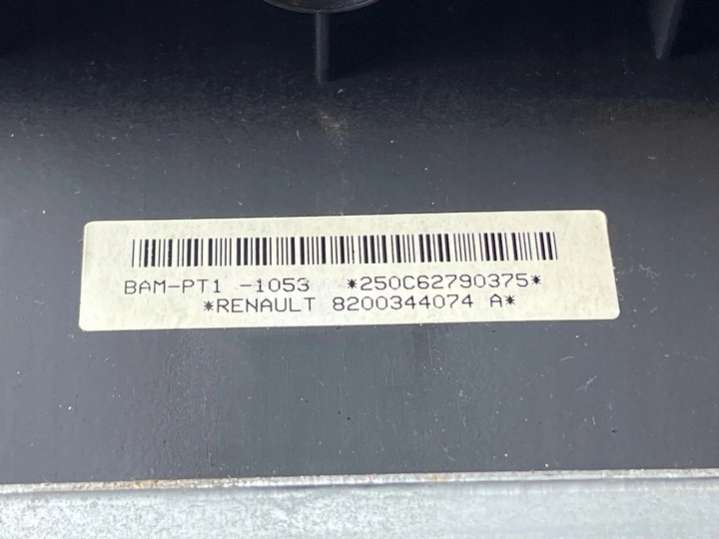 BAM-PT1 -1053 *250C62790375*
*RENAULT 8200344074 A*